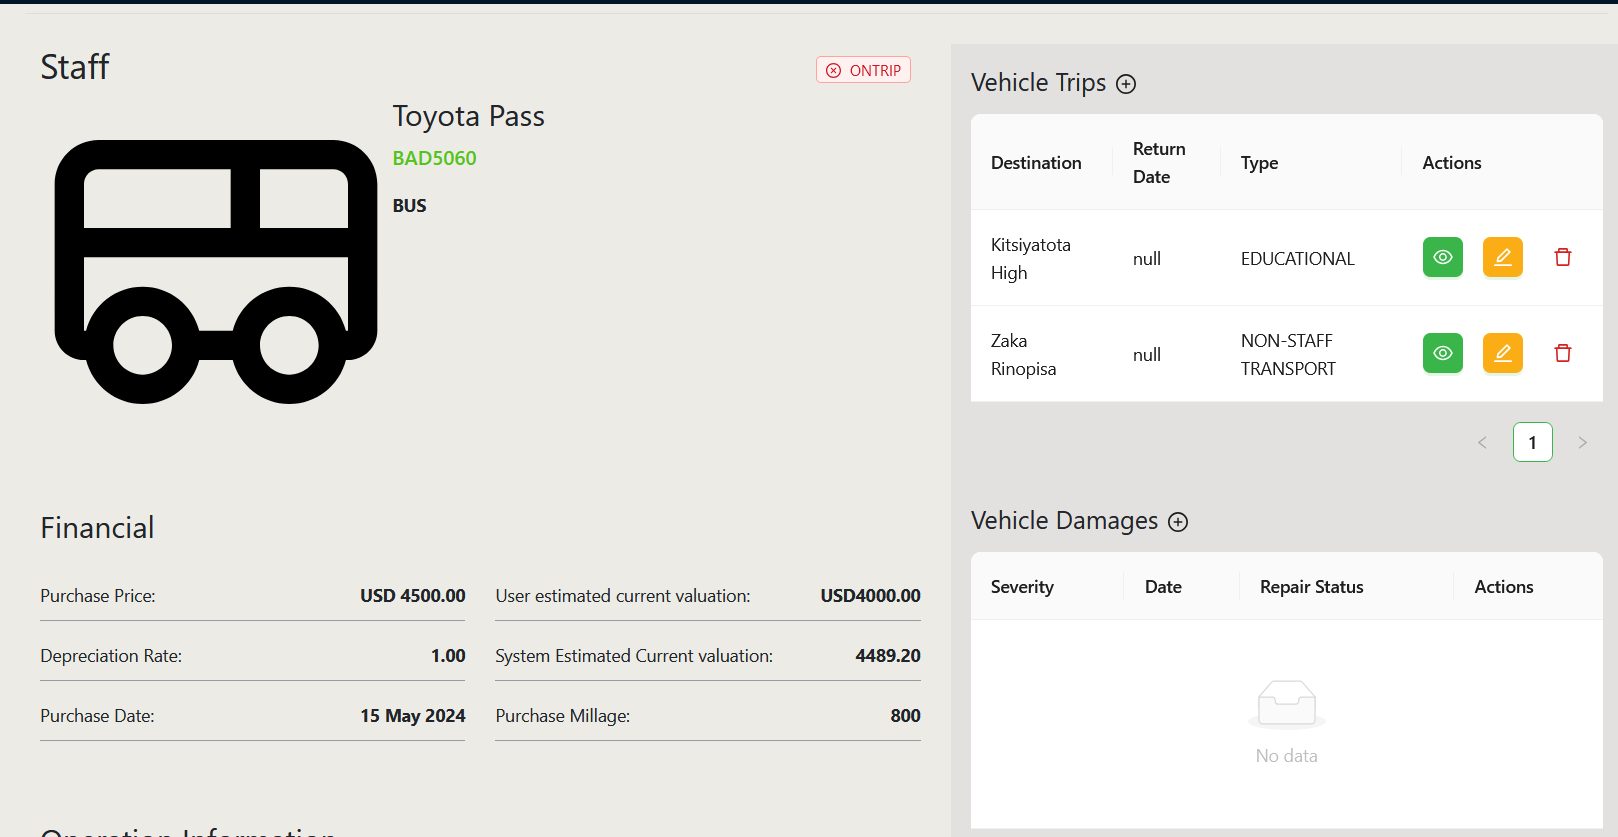 Staff
ONTRIP
Toyota Pass
BAD5060
BUS
Financial
Purchase Price: USD 4500.00
User estimated current valuation: USD4000.00
Depreciation Rate: 1.00
System Estimated Current valuation: 4489.20
Purchase Date: 15 May 2024
Purchase Millage: 800
Operation Information
Vehicle Trips
Destination Return Date Type Actions
Kitsiyatota High null EDUCATIONAL
Zaka Rinopisa null NON-STAFF TRANSPORT
< 1 >
Vehicle Damages
Severity Date Repair Status Actions
No data